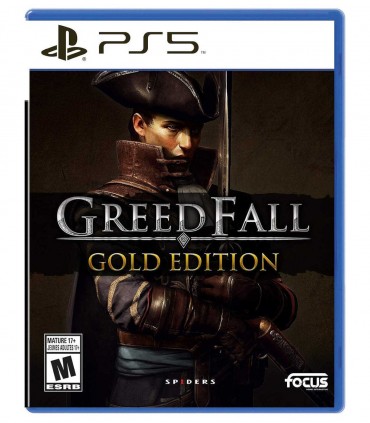 PS5
GREEDFALL
GOLD EDITION
MATURE 17+
JEUNES ADULTES 17+
M
ESRB
SPIDERS
focus